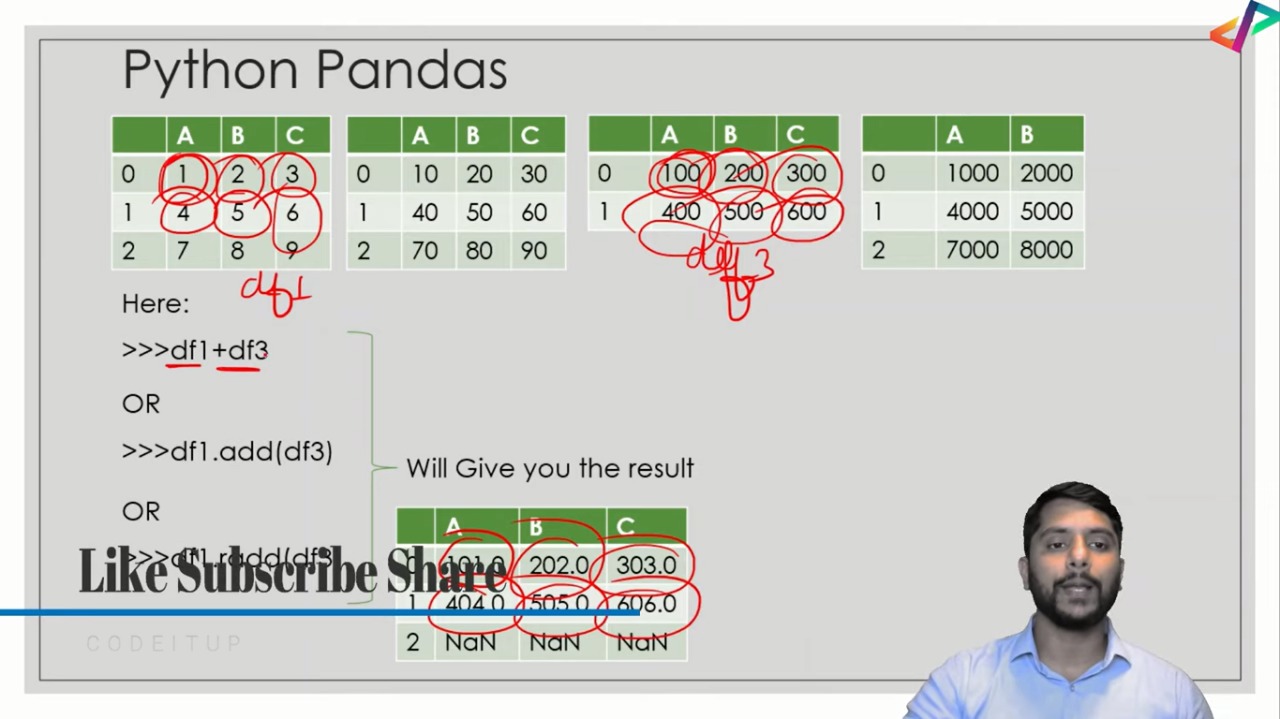 Python Pandas
A B C
0 1 2 3
1 4 5 6
2 7 8 9
A B C
0 10 20 30
1 40 50 60
2 70 80 90
A B C
0 100 200 300
1 400 500 600
A B
0 1000 2000
1 4000 5000
2 7000 8000
df1
df3
Here:
>>>df1+df3
OR
>>>df1.add(df3)
OR
>>>df1.radd(df3
Will Give you the result
A B C
0 101.0 202.0 303.0
1 404.0 505.0 606.0
2 NaN NaN NaN
Like Subscribe Share
CODEITUP